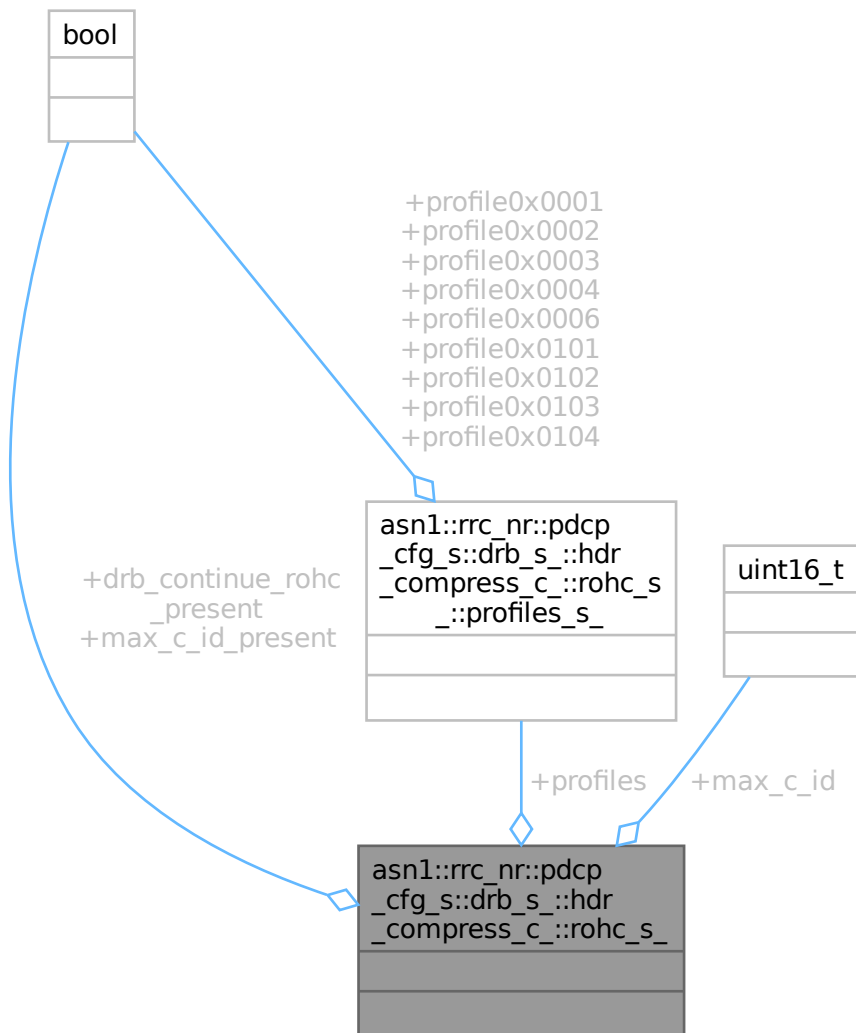 bool
+profile0x0001
+profile0x0002
+profile0x0003
+profile0x0004
+profile0x0006
+profile0x0101
+profile0x0102
+profile0x0103
+profile0x0104
asn1::rrc_nr::pdcp
_cfg_s::drb_s_::hdr
_compress_c_::rohc_s
_::profiles_s_
uint16_t
+drb_continue_rohc
_present
+max_c_id_present
+profiles
+max_c_id
asn1::rrc_nr::pdcp
_cfg_s::drb_s_::hdr
_compress_c_::rohc_s_